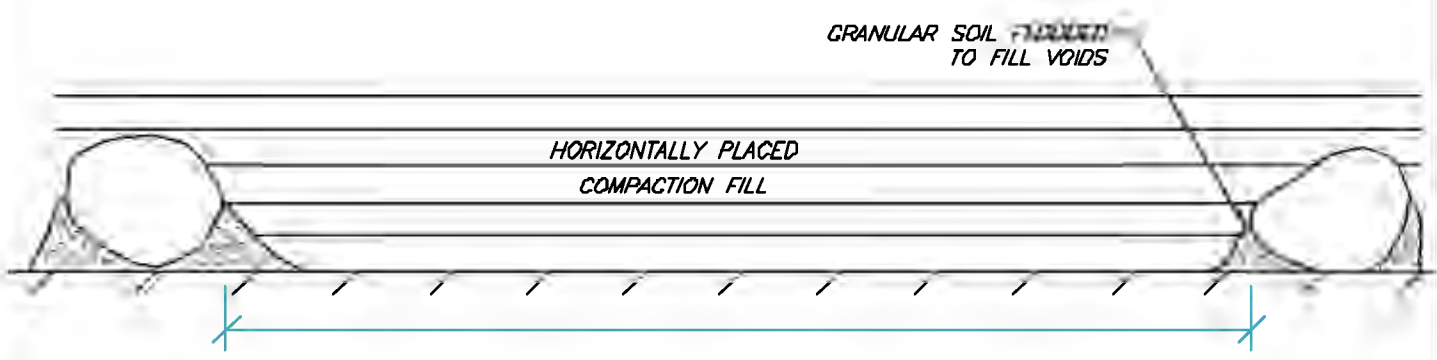 GRANULAR SOIL
TO FILL VOIDS
HORIZONTALLY PLACED
COMPACTION FILL